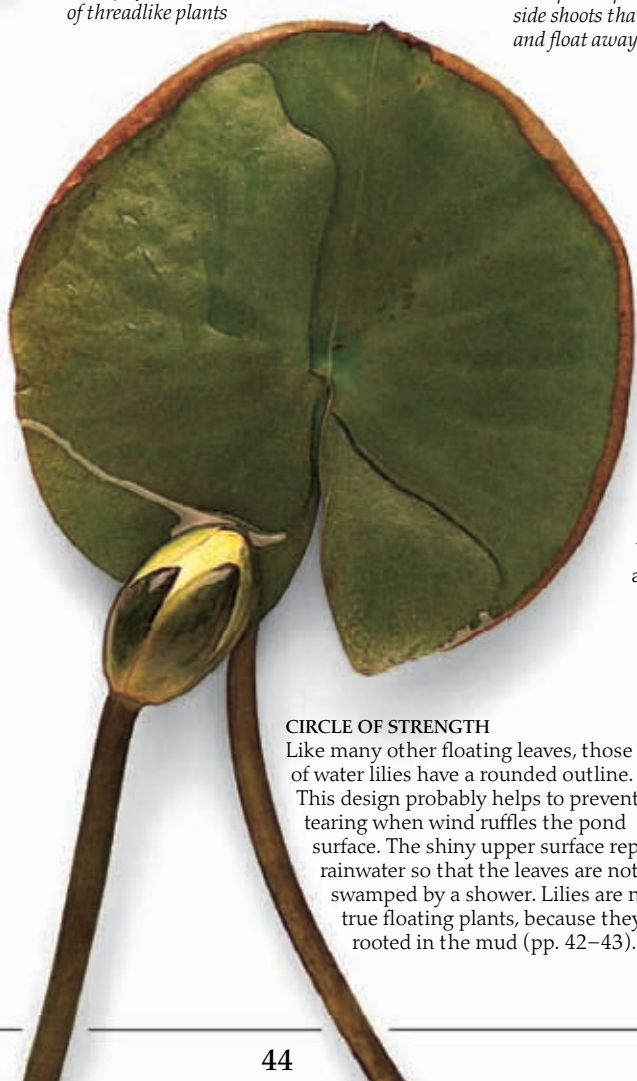 of threadlike plants
side shoots tha
and float away
a
CIRCLE OF STRENGTH
Like many other floating leaves, those
of water lilies have a rounded outline.
This design probably helps to prevent
tearing when wind ruffles the pond
surface. The shiny upper surface rep
rainwater so that the leaves are not
swamped by a shower. Lilies are n
true floating plants, because they
rooted in the mud (pp. 42–43).
44